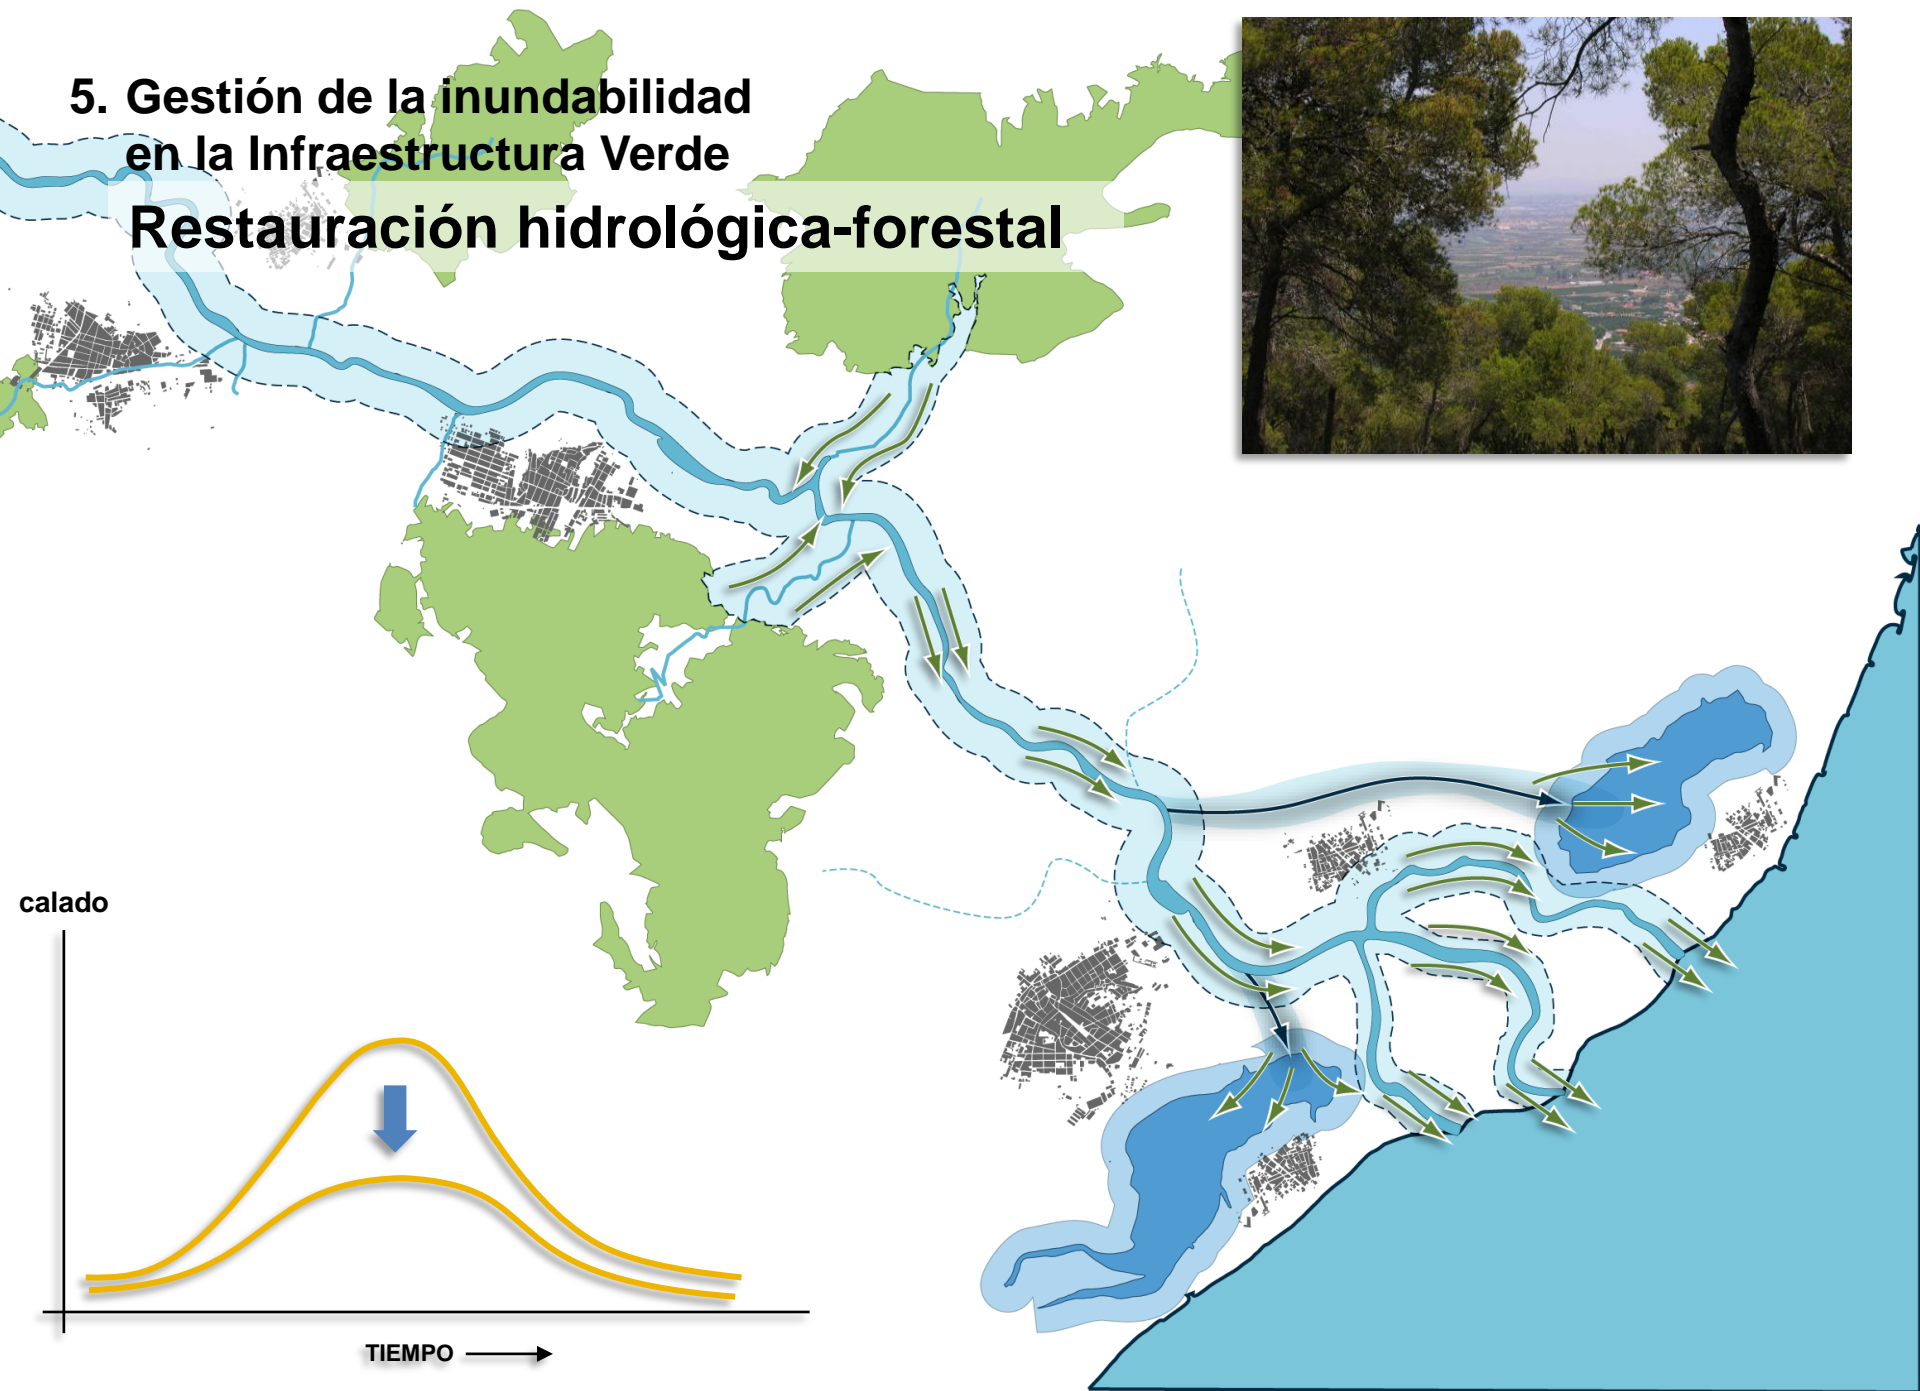 5. Gestión de la inundabilidad
en la Infraestructura Verde
Restauración hidrológica-forestal
calado
TIEMPO